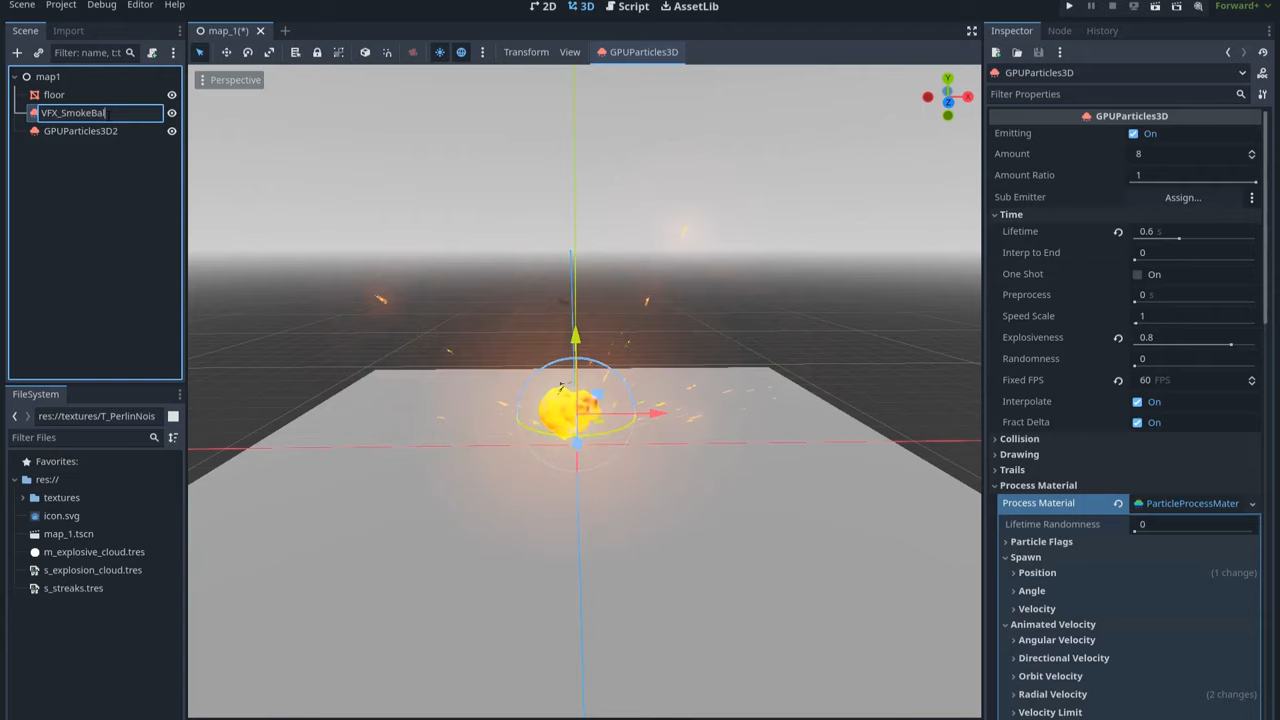 Scene Project Debug Editor Help 2D 3D Script AssetLib Forward+
Scene Import map_1(*) Inspector Node History
Filter: name, t:t Transform View GPUParticles3D
Perspective
map1
floor
VFX_SmokeBal
GPUParticles3D2
X
Y
Z
GPUParticles3D
Filter Properties
GPUParticles3D
Emitting On
Amount 8
Amount Ratio 1
Sub Emitter Assign...
Time
Lifetime 0.6 s
Interp to End 0
One Shot On
Preprocess 0 s
Speed Scale 1
Explosiveness 0.8
Randomness 0
Fixed FPS 60 FPS
Interpolate On
Fract Delta On
Collision
Drawing
Trails
Process Material
Process Material ParticleProcessMater
Lifetime Randomness 0
Particle Flags
Spawn
Position (1 change)
Angle
Velocity
Animated Velocity
Angular Velocity
Directional Velocity
Orbit Velocity
Radial Velocity (2 changes)
Velocity Limit
FileSystem
res://textures/T_PerlinNois
Filter Files
Favorites:
res://
textures
icon.svg
map_1.tscn
m_explosive_cloud.tres
s_explosion_cloud.tres
s_streaks.tres